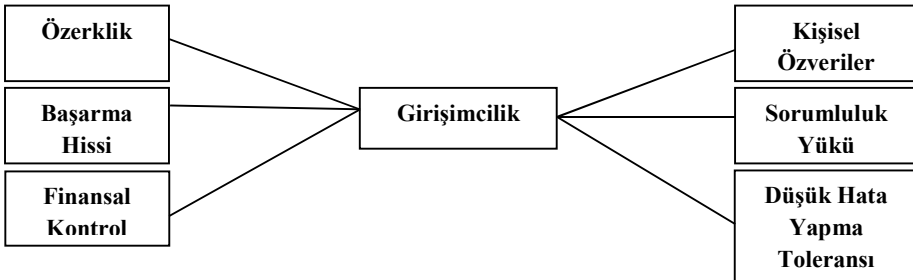 Özerklik
Başarma
Hissi
Finansal
Kontrol
Girişimcilik
Kişisel
Özveriler
Sorumluluk
Yükü
Düşük Hata
Yapma
Toleransı